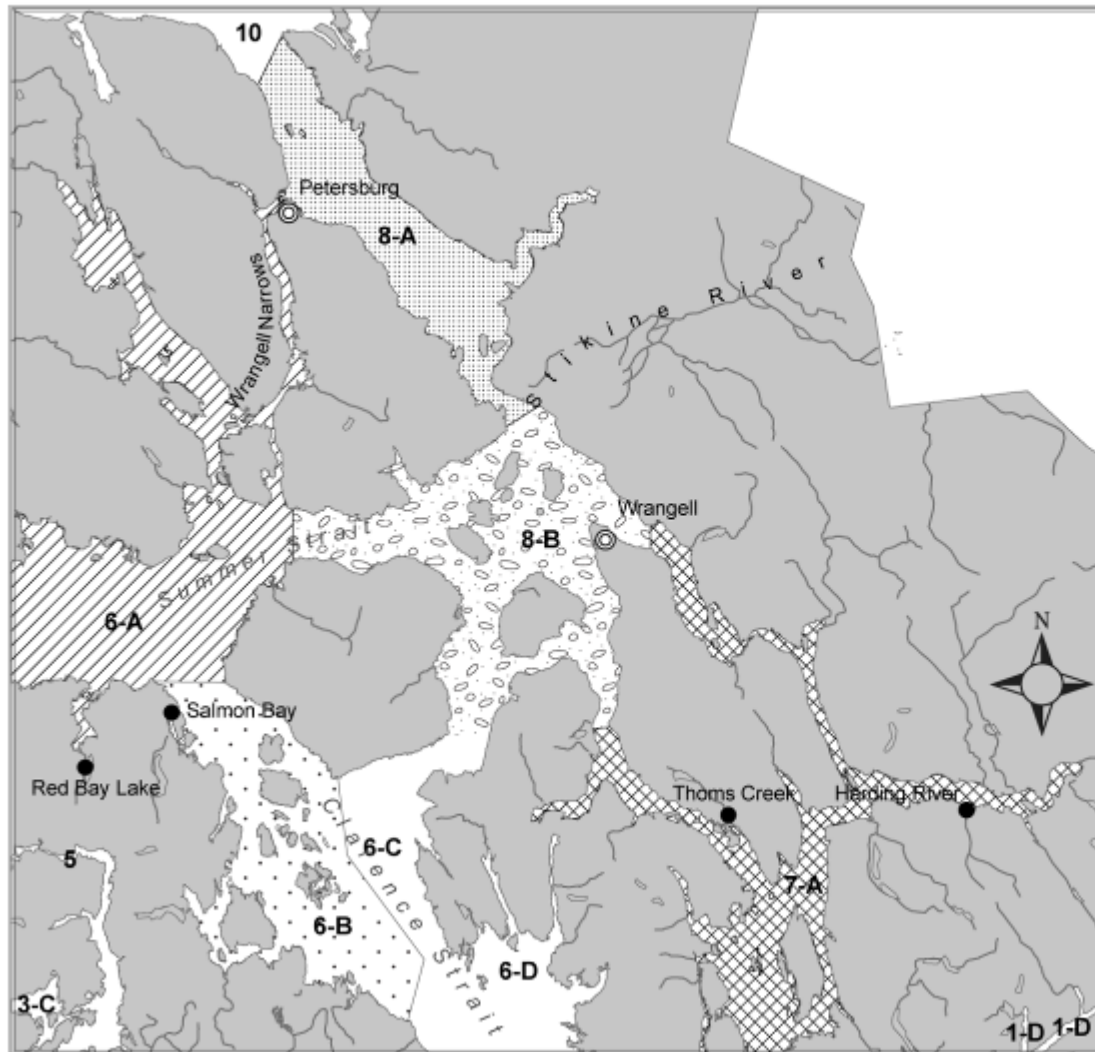 10
Petersburg
8-A
Wrangell Narrows
Stikine River
Wrangell
8-B
Sumner Strait
6-A
N
Salmon Bay
Red Bay Lake
Thoms Creek
Herding River
Clarence Strait
5
6-C
7-A
6-B
6-D
3-C
1-D
1-D